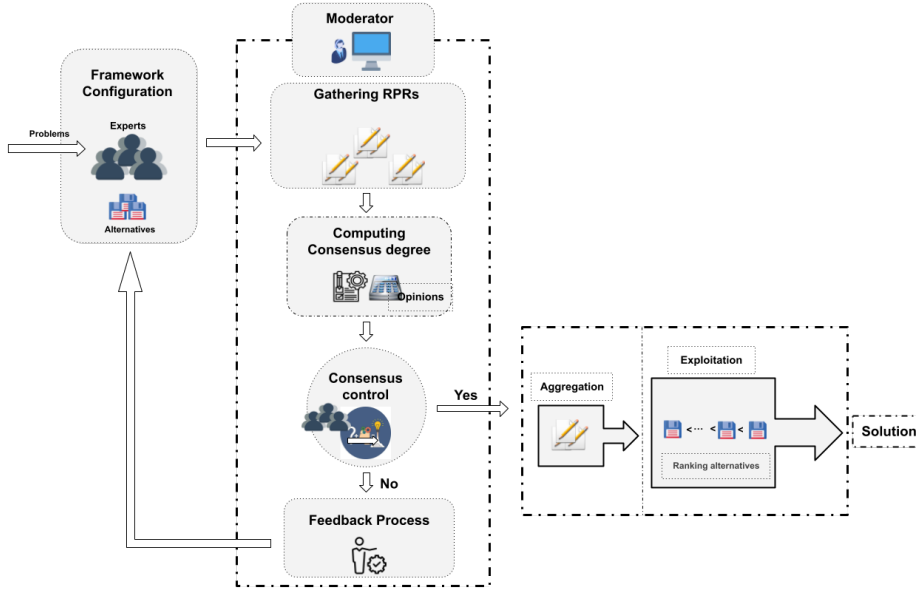 Moderator
Framework
Configuration
Gathering RPRs
Experts
Problems
Alternatives
Computing
Consensus degree
Opinions
Consensus
control
Yes
No
Feedback Process
Aggregation
Exploitation
< ··· < <
Ranking alternatives
Solution